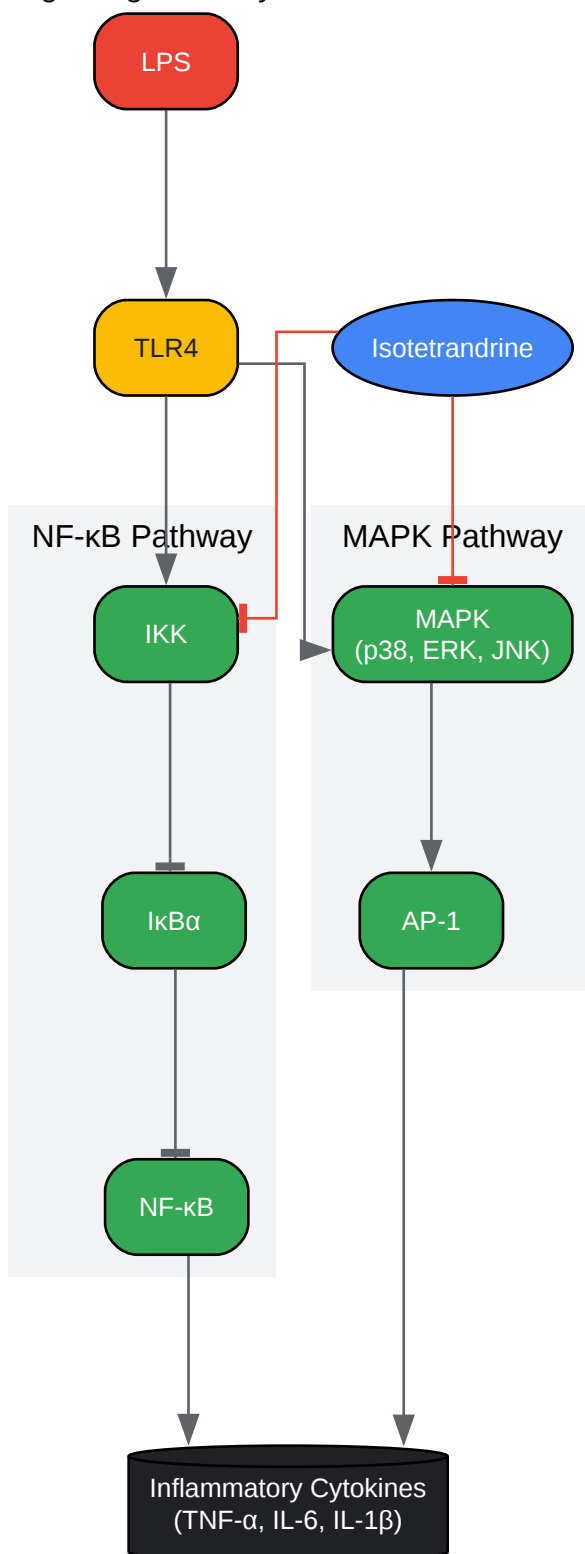 LPS
TLR4
Isotetrandrine
NF-κB Pathway
MAPK Pathway
IKK
MAPK
(p38, ERK, JNK)
IκBα
AP-1
NF-κB
Inflammatory Cytokines
(TNF-α, IL-6, IL-1β)